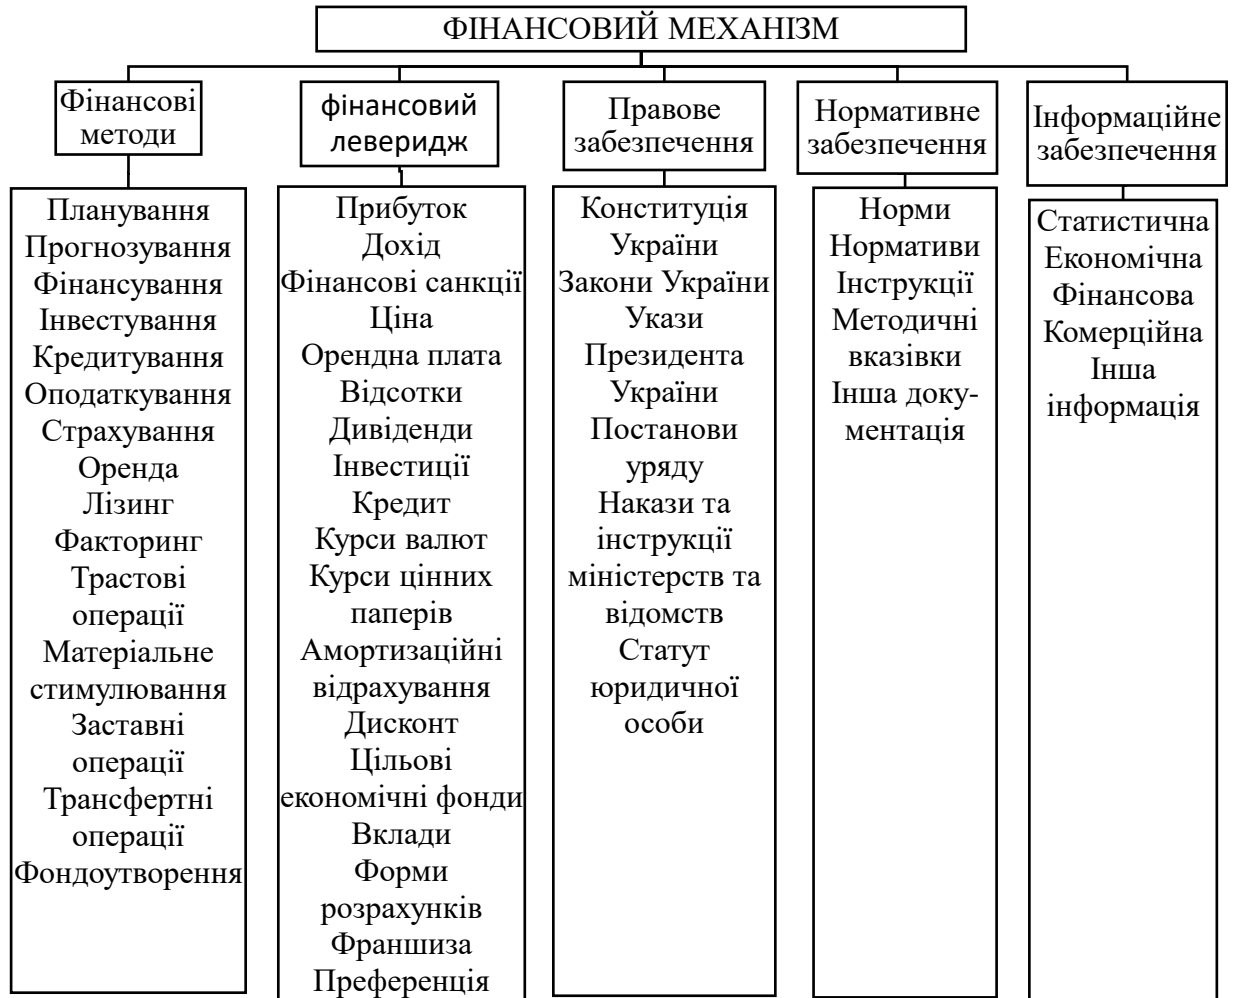 ФІНАНСОВИЙ МЕХАНІЗМ
Фінансові
методи
Планування
Прогнозування
Фінансування
Інвестування
Кредитування
Оподаткування
Страхування
Оренда
Лізинг
Факторинг
Трастові
операції
Матеріальне
стимулювання
Заставні
операції
Трансфертні
операції
Фондоутворення
фінансовий
леверидж
Прибуток
Дохід
Фінансові санкції
Ціна
Орендна плата
Відсотки
Дивіденди
Інвестиції
Кредит
Курси валют
Курси цінних
паперів
Амортизаційні
відрахування
Дисконт
Цільові
економічні фонди
Вклади
Форми
розрахунків
Франшиза
Преференція
Правове
забезпечення
Конституція
України
Закони України
Укази
Президента
України
Постанови
уряду
Накази та
інструкції
міністерств та
відомств
Статут
юридичної
особи
Нормативне
забезпечення
Норми
Нормативи
Інструкції
Методичні
вказівки
Інша доку-
ментація
Інформаційне
забезпечення
Статистична
Економічна
Фінансова
Комерційна
Інша
інформація